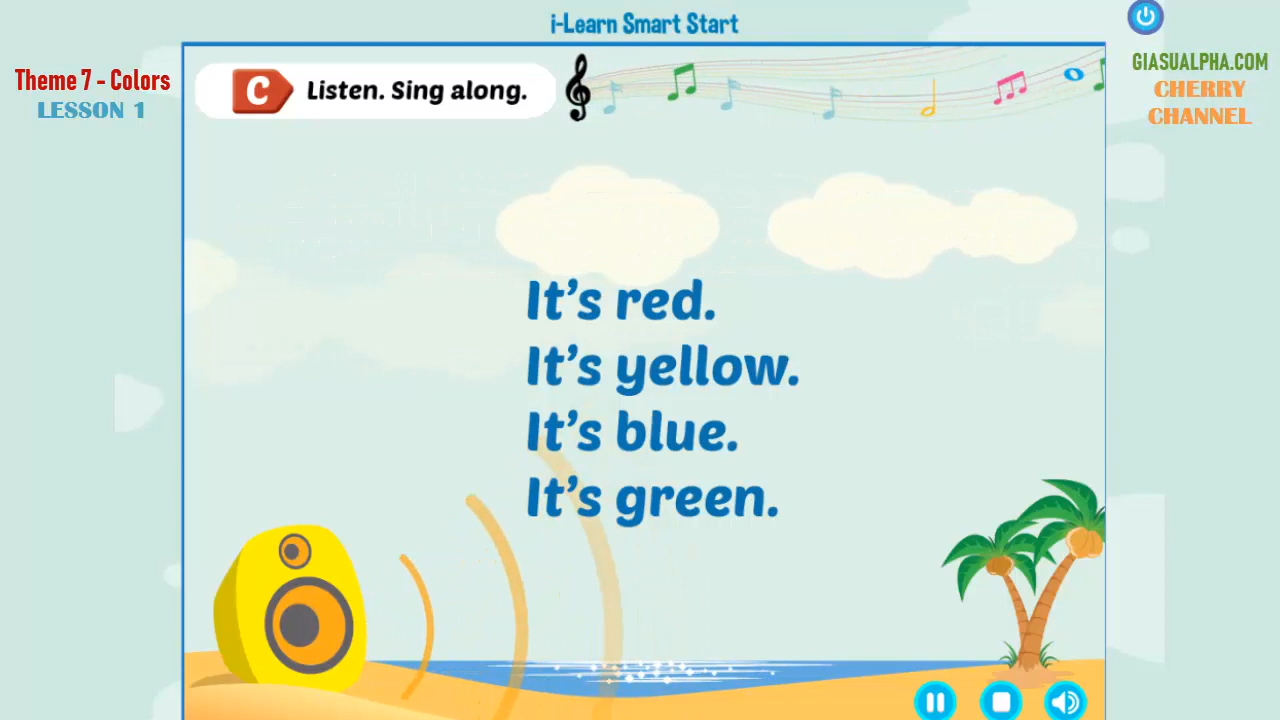 i-Learn Smart Start
Theme 7 - Colors
LESSON 1
C Listen. Sing along.
GIASUALPHA.COM
CHERRY
CHANNEL
It's red.
It's yellow.
It's blue.
It's green.